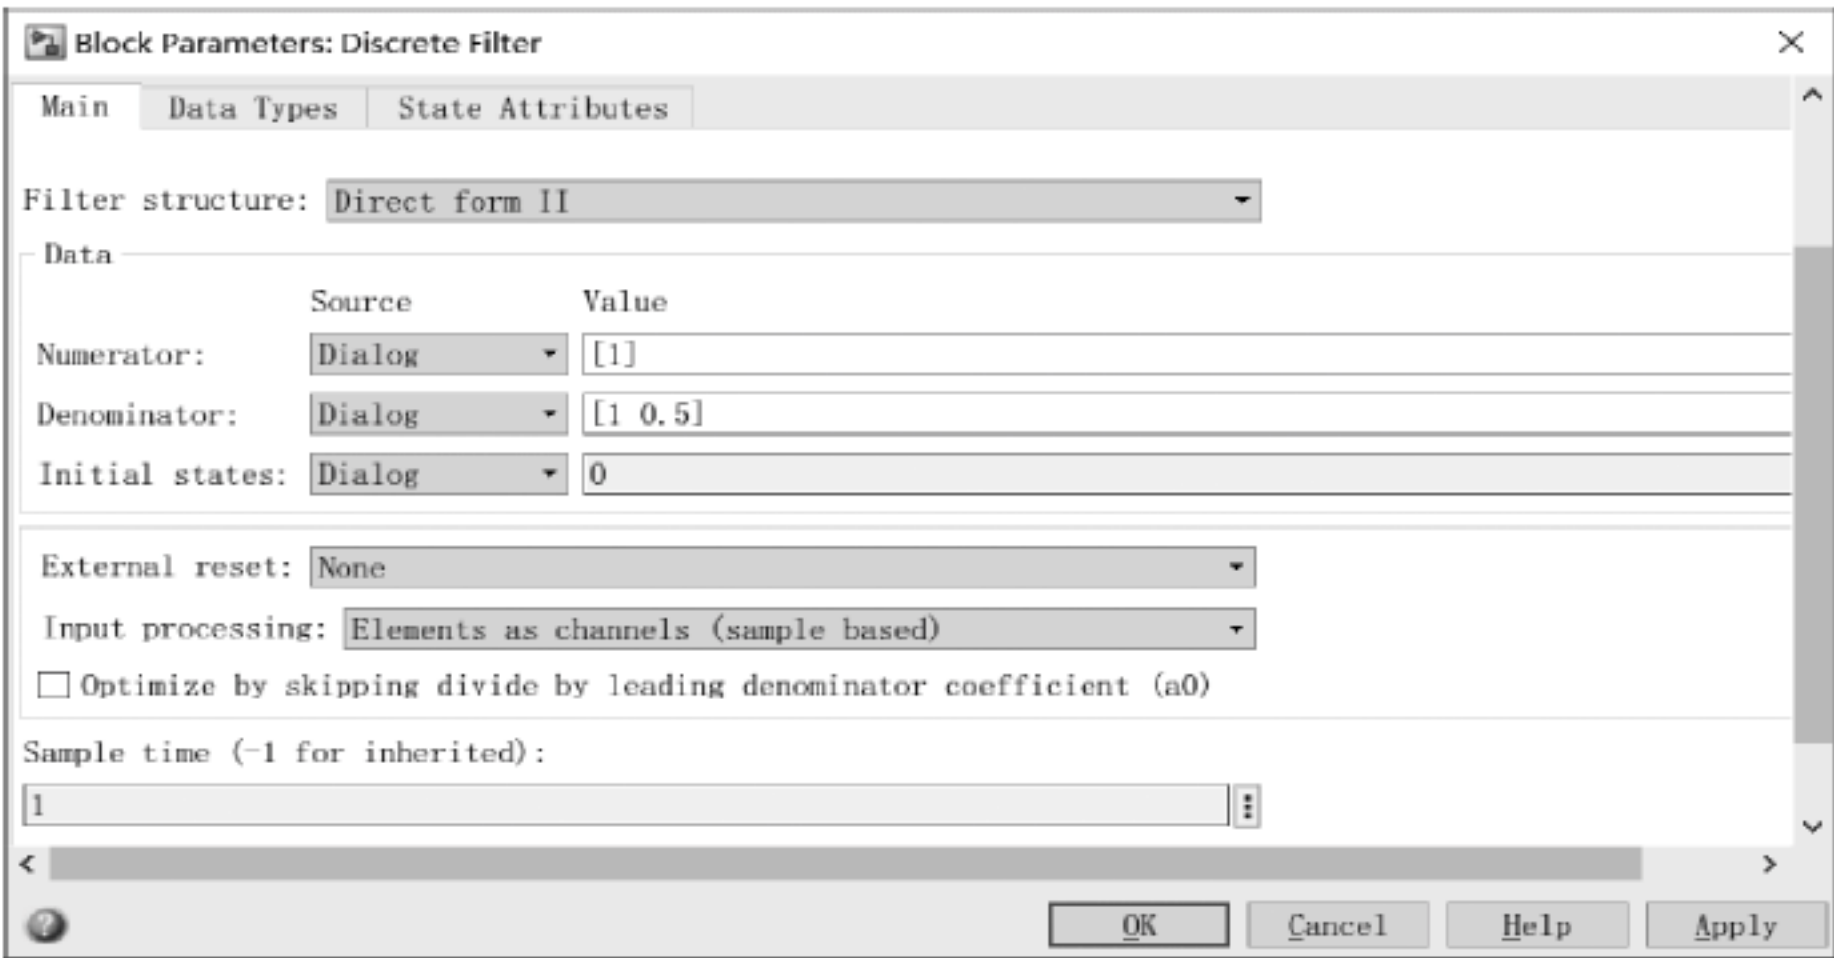 Block Parameters: Discrete Filter
Main Data Types State Attributes
Filter structure: Direct form II
Data
Source Value
Numerator: Dialog [1]
Denominator: Dialog [1 0.5]
Initial states: Dialog 0
External reset: None
Input processing: Elements as channels (sample based)
Optimize by skipping divide by leading denominator coefficient (a0)
Sample time (-1 for inherited):
1
OK Cancel Help Apply